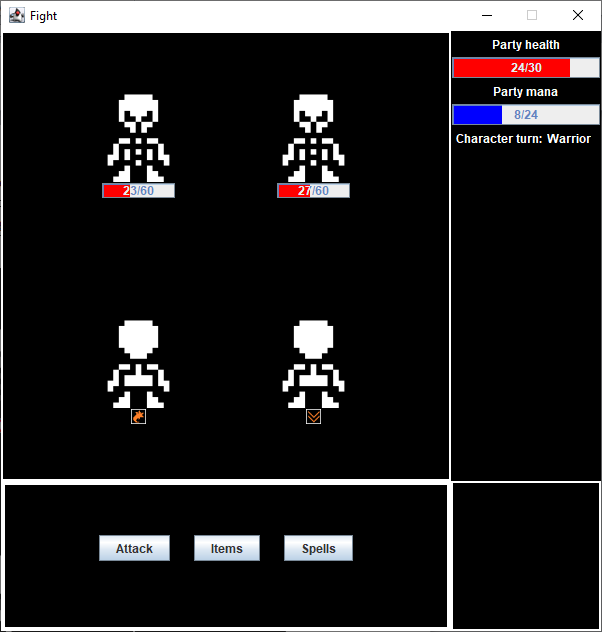 Fight
Party health
24/30
Party mana
8/24
Character turn: Warrior
23/60
27/60
Attack
Items
Spells